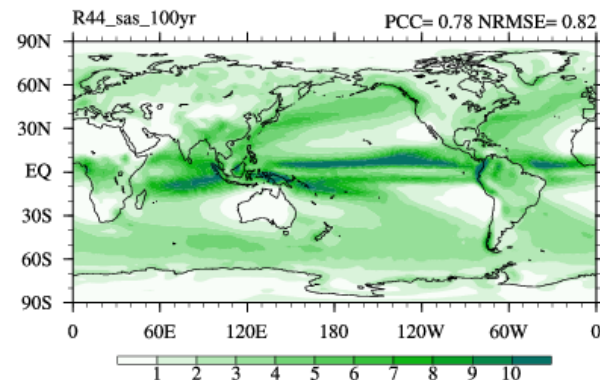 R44_sas_100yr PCC= 0.78 NRMSE= 0.82
90N
60N
30N
EQ
30S
60S
90S
0 60E 120E 180 120W 60W 0
1 2 3 4 5 6 7 8 9 10